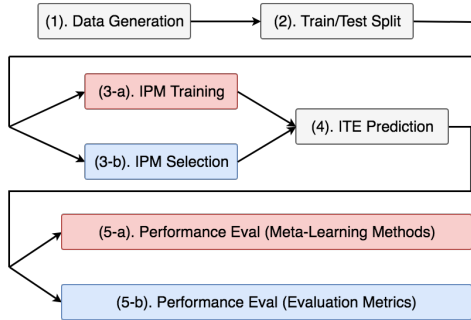 (1). Data Generation
(2). Train/Test Split
(3-a). IPM Training
(3-b). IPM Selection
(4). ITE Prediction
(5-a). Performance Eval (Meta-Learning Methods)
(5-b). Performance Eval (Evaluation Metrics)